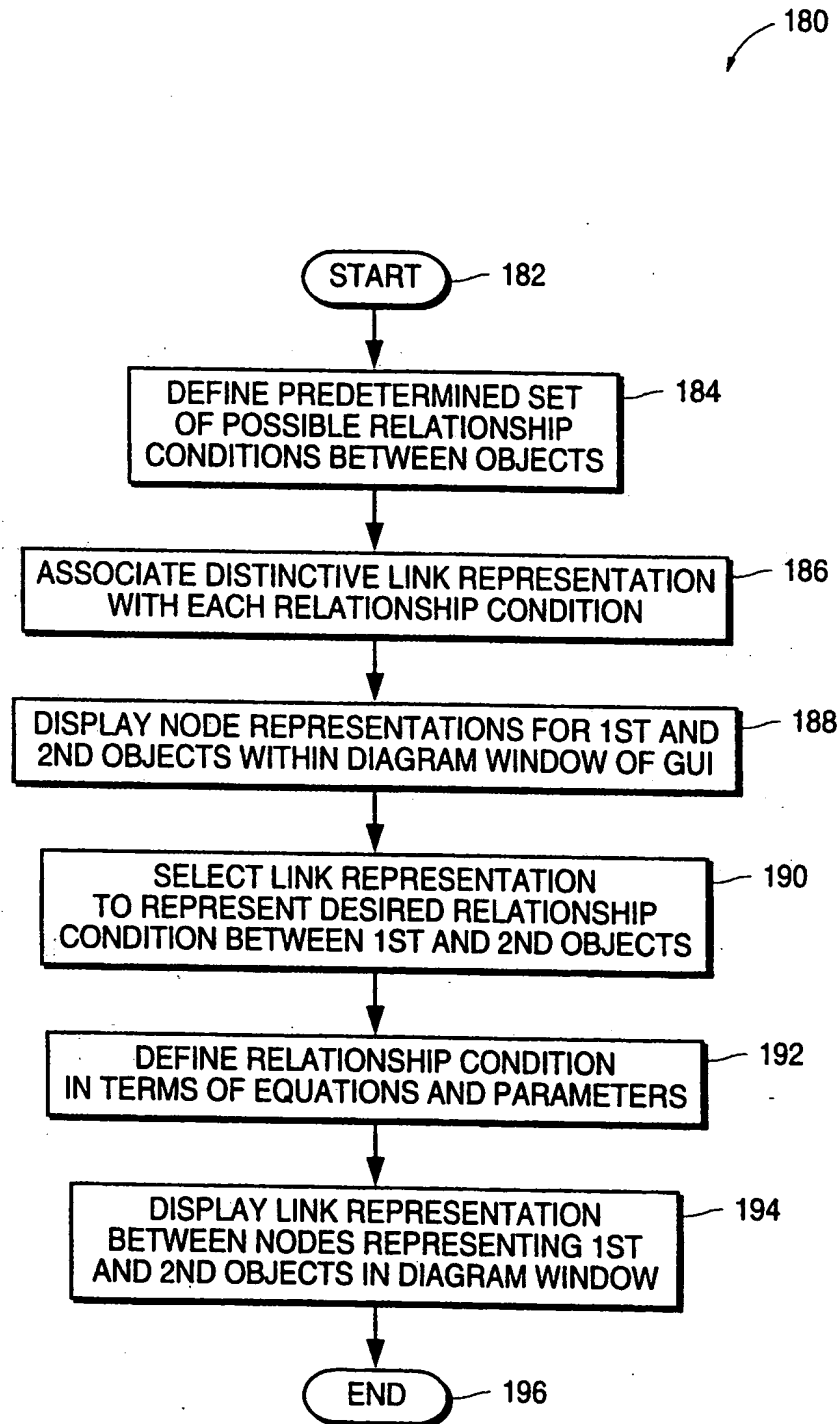 180
START
182
DEFINE PREDETERMINED SET
OF POSSIBLE RELATIONSHIP
CONDITIONS BETWEEN OBJECTS
184
ASSOCIATE DISTINCTIVE LINK REPRESENTATION
WITH EACH RELATIONSHIP CONDITION
186
DISPLAY NODE REPRESENTATIONS FOR 1ST AND
2ND OBJECTS WITHIN DIAGRAM WINDOW OF GUI
188
SELECT LINK REPRESENTATION
TO REPRESENT DESIRED RELATIONSHIP
CONDITION BETWEEN 1ST AND 2ND OBJECTS
190
DEFINE RELATIONSHIP CONDITION
IN TERMS OF EQUATIONS AND PARAMETERS
192
DISPLAY LINK REPRESENTATION
BETWEEN NODES REPRESENTING 1ST
AND 2ND OBJECTS IN DIAGRAM WINDOW
194
END
196